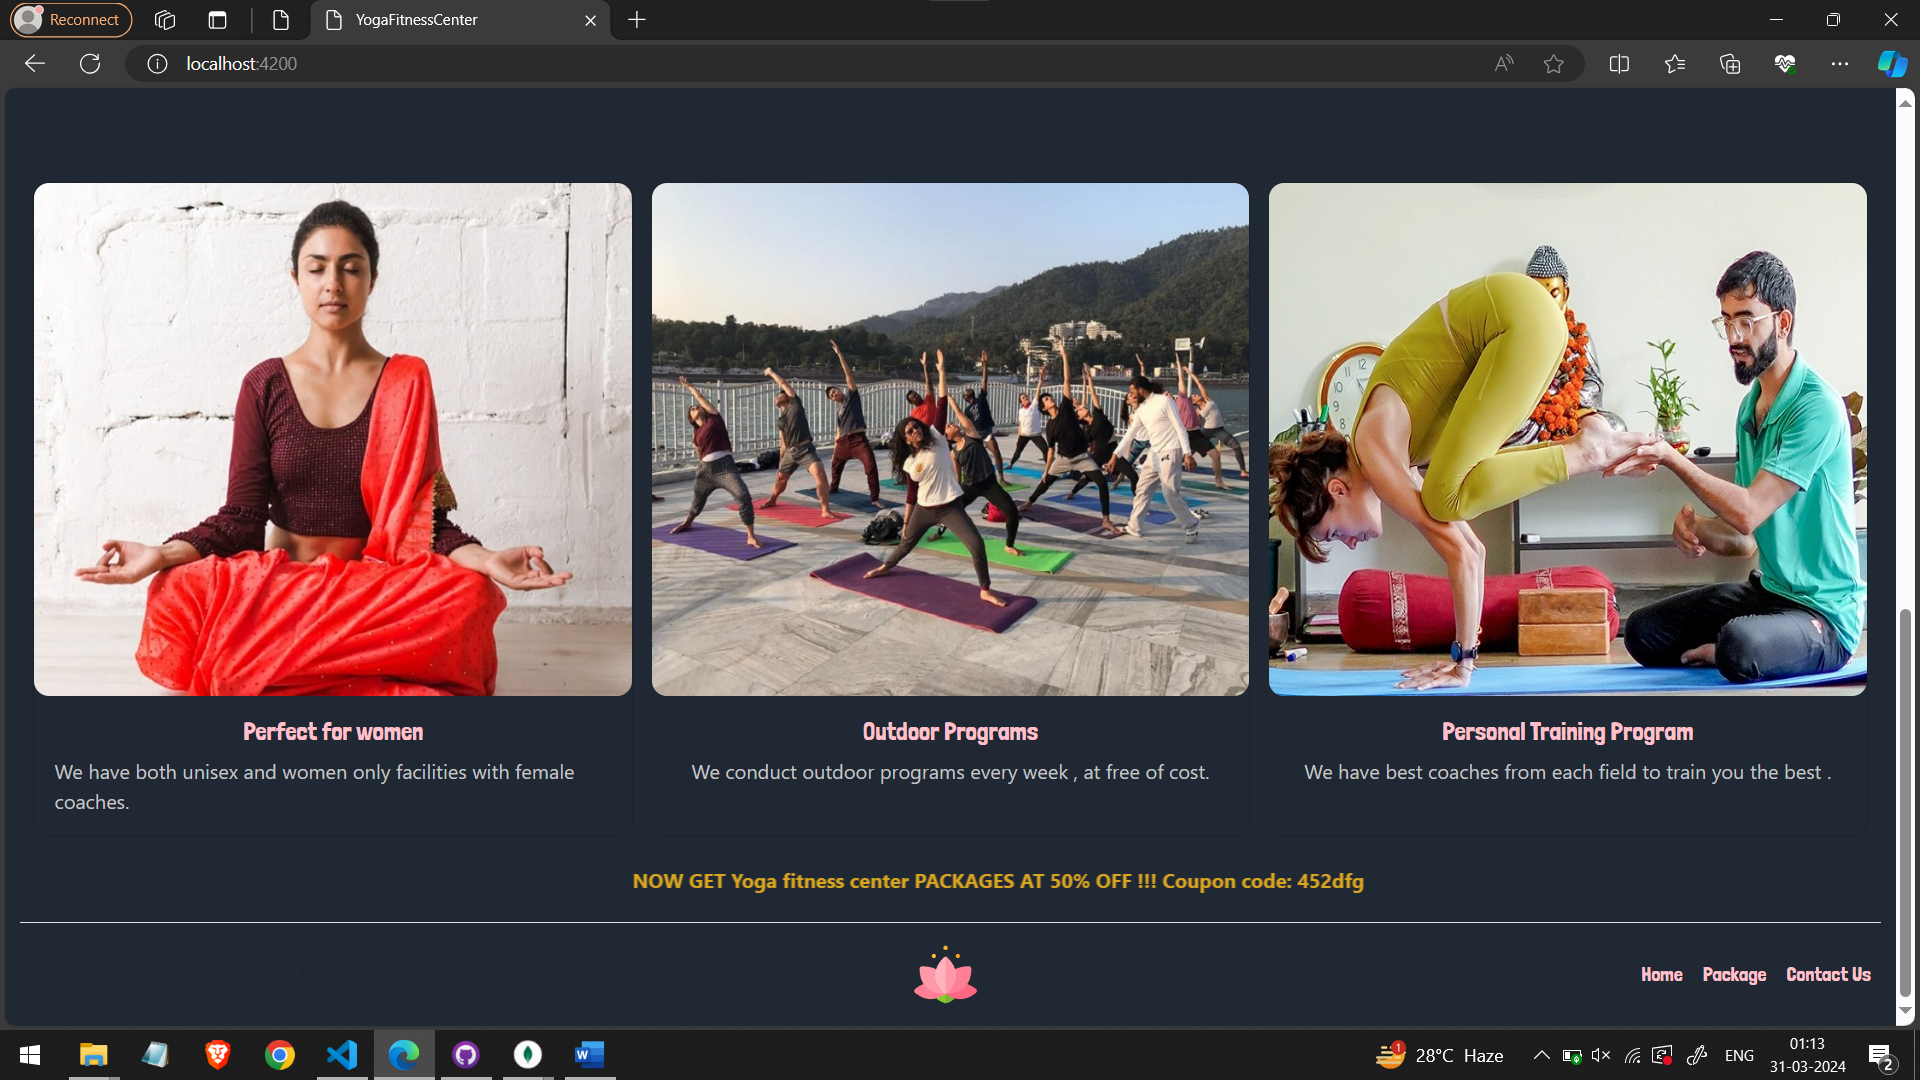 Reconnect
YogaFitnessCenter
localhost:4200
Perfect for women
We have both unisex and women only facilities with female
coaches.
Outdoor Programs
We conduct outdoor programs every week , at free of cost.
Personal Training Program
We have best coaches from each field to train you the best .
NOW GET Yoga fitness center PACKAGES AT 50% OFF !!! Coupon code: 452dfg
Home Package Contact Us
1
28°C Haze
ENG
01:13
31-03-2024
2